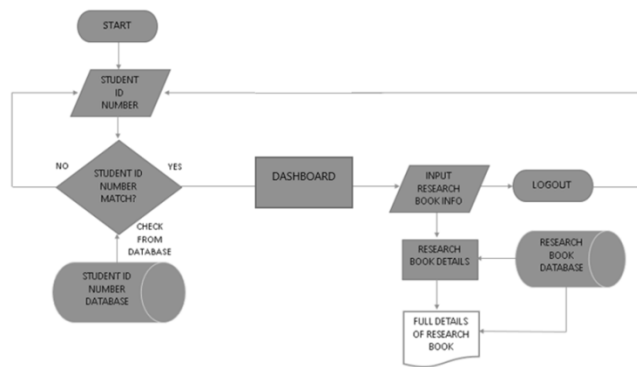 START
STUDENT
ID
NUMBER
NO
YES
STUDENT ID
NUMBER
MATCH?
CHECK
FROM
DATABASE
STUDENT ID
NUMBER
DATABASE
DASHBOARD
INPUT
RESEARCH
BOOK INFO
LOGOUT
RESEARCH
BOOK DETAILS
RESEARCH
BOOK
DATABASE
FULL DETAILS
OF RESEARCH
BOOK